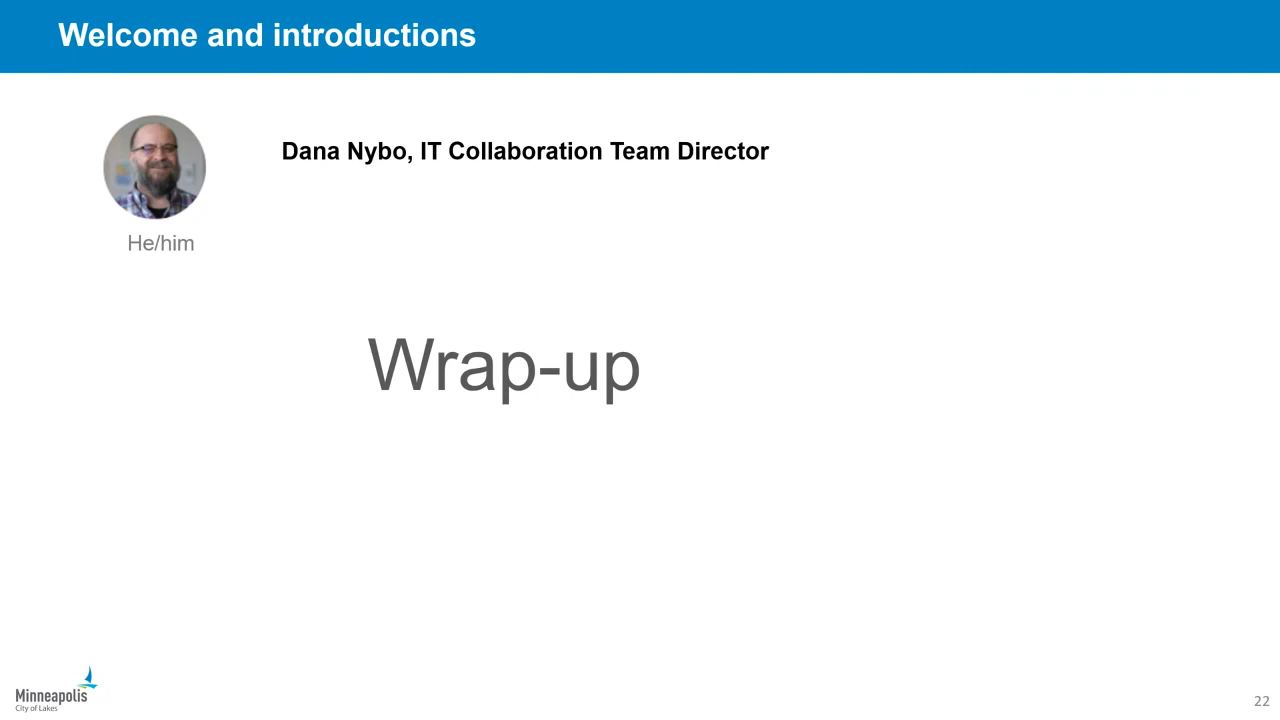 Welcome and introductions
Dana Nybo, IT Collaboration Team Director
He/him
Wrap-up
Minneapolis
City of Lakes
22